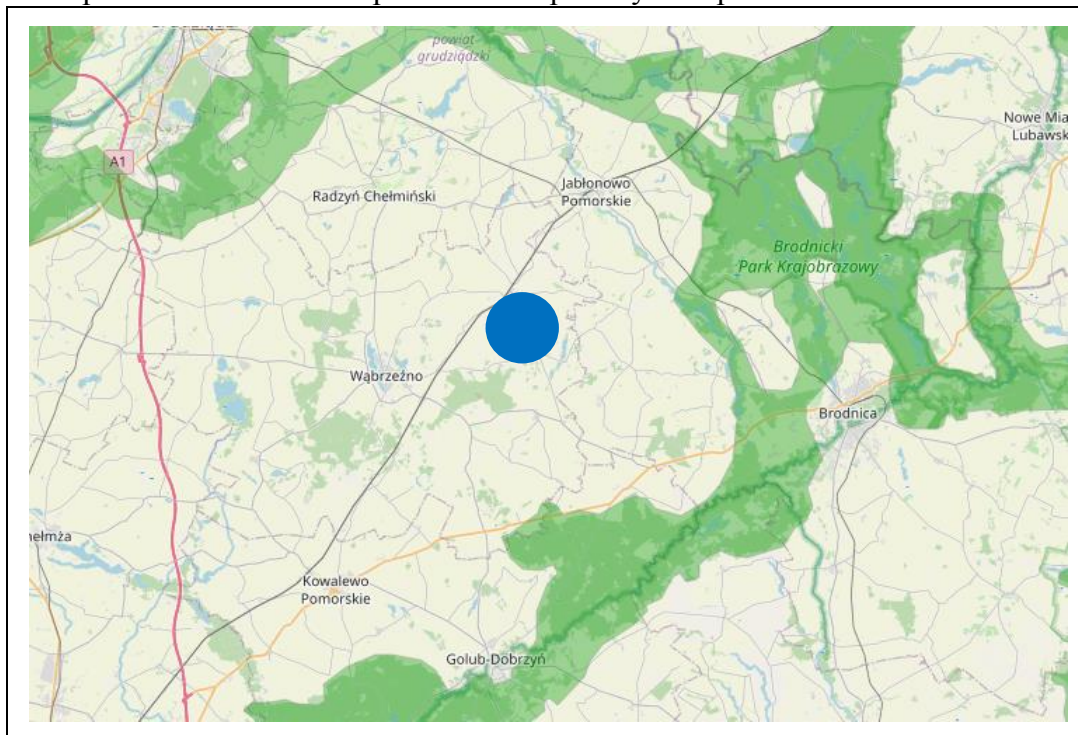 powiat
grudziądzki
Nowe Mia
Lubawsk
A1
Jabłonowo
Pomorskie
Radzyń Chełmiński
Brodnicki
Park Krajobrazowy
Wąbrzeźno
Brodnica
hełmża
Kowalewo
Pomorskie
Golub-Dobrzyń